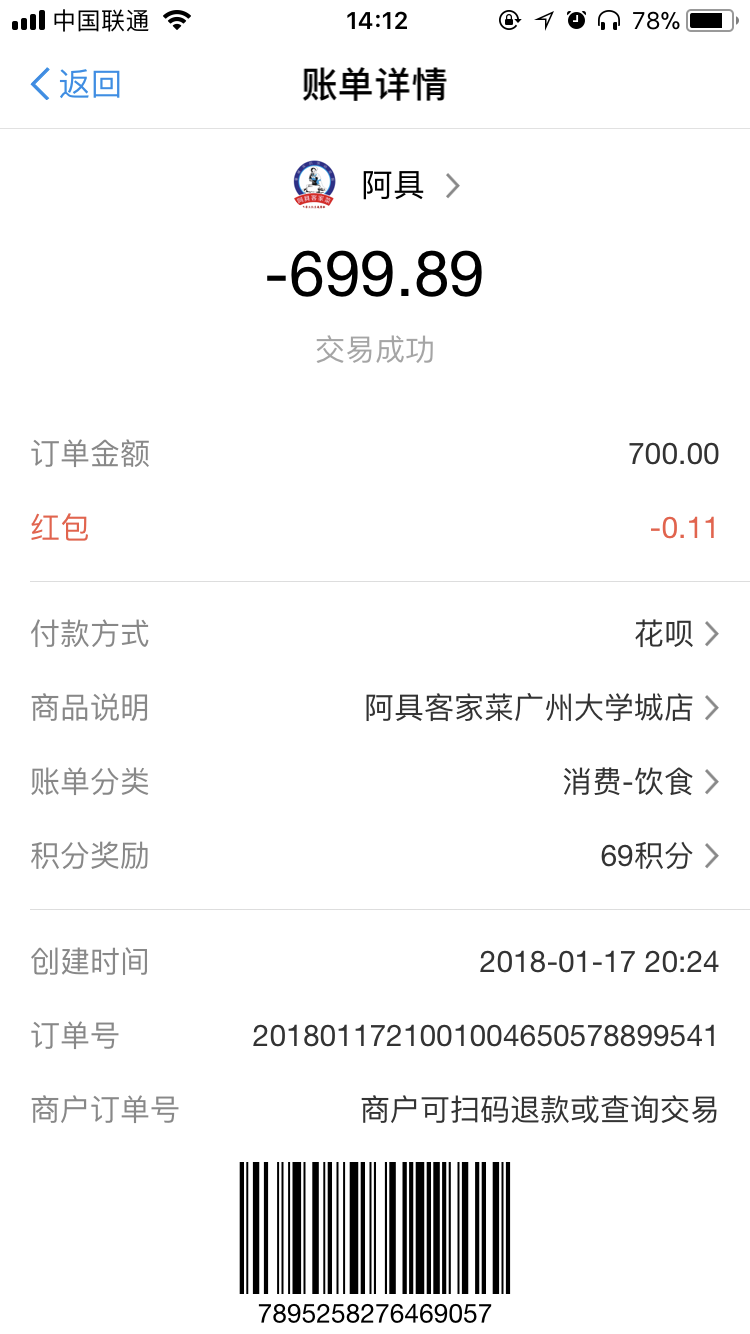 中国联通 14:12 78%
返回 账单详情
阿具客家菜
阿具
-699.89
交易成功
订单金额 700.00
红包 -0.11
付款方式 花呗
商品说明 阿具客家菜广州大学城店
账单分类 消费-饮食
积分奖励 69积分
创建时间 2018-01-17 20:24
订单号 2018011721001004650578899541
商户订单号 商户可扫码退款或查询交易
7895258276469057